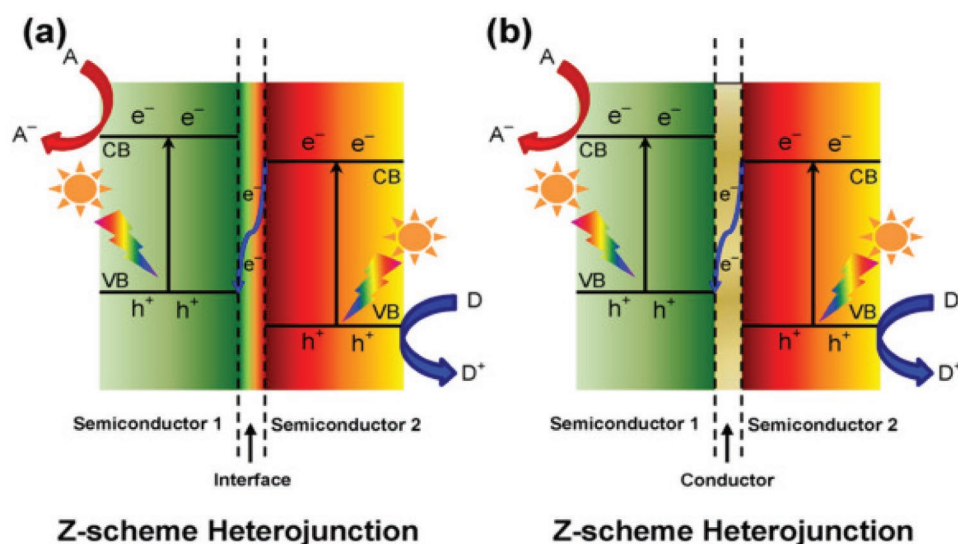 (a)
A
A⁻
e⁻ e⁻
CB
VB
h⁺ h⁺
e⁻
e⁻
e⁻ e⁻
CB
VB
h⁺ h⁺
D
D⁺
Semiconductor 1
Semiconductor 2
Interface
Z-scheme Heterojunction
(b)
A
A⁻
e⁻ e⁻
CB
VB
h⁺ h⁺
e⁻
e⁻
e⁻ e⁻
CB
VB
h⁺ h⁺
D
D⁺
Semiconductor 1
Semiconductor 2
Conductor
Z-scheme Heterojunction